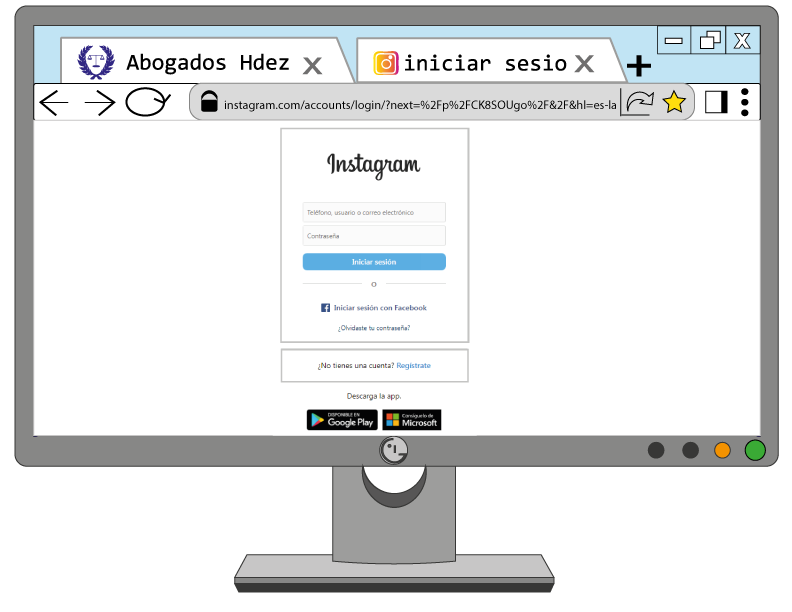 Abogados Hdez X
iniciar sesio X
instagram.com/accounts/login/?next=%2Fp%2FCK8SOUgo%2F&2F&hl=es-la
Instagram
Teléfono, usuario o correo electrónico
Contraseña
Iniciar sesión
O
Iniciar sesión con Facebook
¿Olvidaste tu contraseña?
¿No tienes una cuenta? Regístrate
Descarga la app.
DISPONIBLE EN
Google Play
Consíguelo de
Microsoft